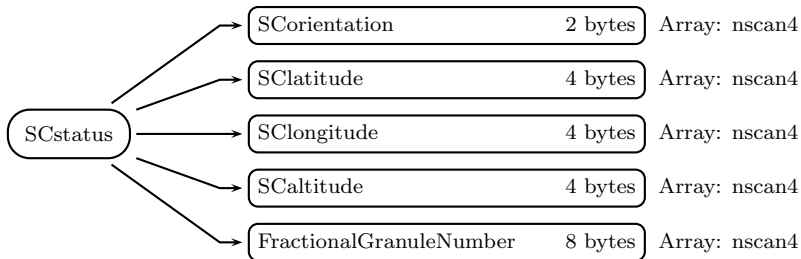 SCorientation 2 bytes Array: nscan4
SClatitude 4 bytes Array: nscan4
SCstatus SClongitude 4 bytes Array: nscan4
SCaltitude 4 bytes Array: nscan4
FractionalGranuleNumber 8 bytes Array: nscan4